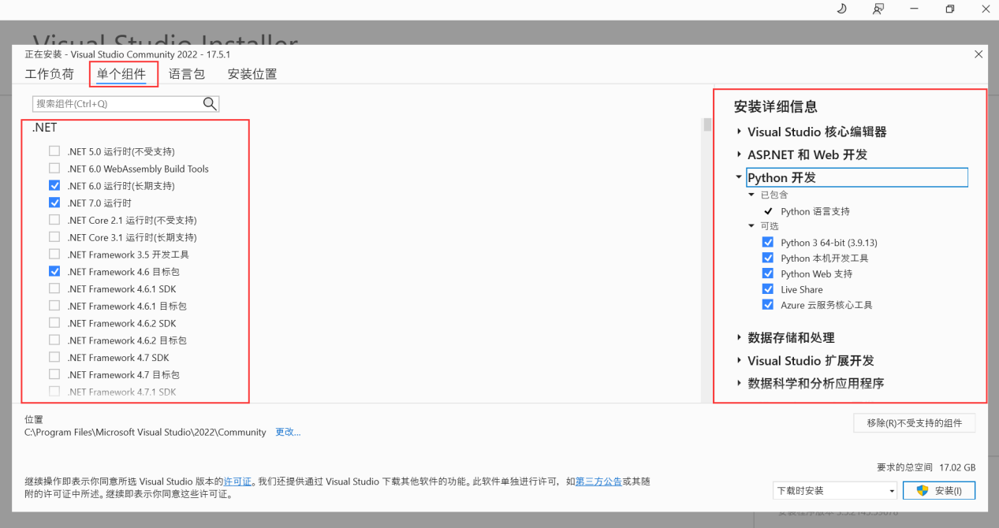 Visual Studio Installer
正在安装 - Visual Studio Community 2022 - 17.5.1
工作负荷 单个组件 语言包 安装位置
搜索组件(Ctrl+Q)
.NET
.NET 5.0 运行时(不受支持)
.NET 6.0 WebAssembly Build Tools
.NET 6.0 运行时(长期支持)
.NET 7.0 运行时
.NET Core 2.1 运行时(不受支持)
.NET Core 3.1 运行时(长期支持)
.NET Framework 3.5 开发工具
.NET Framework 4.6 目标包
.NET Framework 4.6.1 SDK
.NET Framework 4.6.1 目标包
.NET Framework 4.6.2 SDK
.NET Framework 4.6.2 目标包
.NET Framework 4.7 SDK
.NET Framework 4.7 目标包
.NET Framework 4.7.1 SDK
安装详细信息
Visual Studio 核心编辑器
ASP.NET 和 Web 开发
Python 开发
已包含
Python 语言支持
可选
Python 3 64-bit (3.9.13)
Python 本机开发工具
Python Web 支持
Live Share
Azure 云服务核心工具
数据存储和处理
Visual Studio 扩展开发
数据科学和分析应用程序
位置
C:\Program Files\Microsoft Visual Studio\2022\Community 更改...
移除(R)不受支持的组件
要求的总空间 17.02 GB
继续操作即表示你同意所选 Visual Studio 版本的许可证。我们还提供通过 Visual Studio 下载其他软件的功能。此软件单独进行许可，如第三方公告或其随
附的许可证中所述。继续即表示你同意这些许可证。
下载时安装
安装(I)